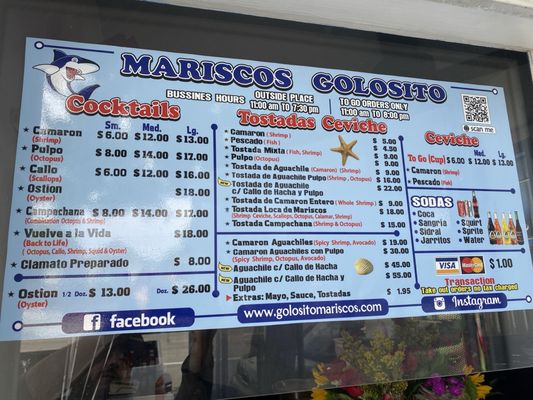 MARISCOS GOLOSITO
BUSSINES HOURS
OUTSIDE PLACE
11:00 AM TO 7:30 PM
TO GO ORDERS ONLY
11:00 AM TO 8:00 PM
scan me
Cocktails
Sm. Med. Lg.
Camaron $ 6.00 $ 12.00 $ 13.00
(Shrimp)
Pulpo $ 8.00 $ 14.00 $ 17.00
(Octopus)
Callo $ 6.00 $ 12.00 $ 16.00
(Scallops)
Ostion $ 18.00
(Oyster)
Campechana $ 8.00 $ 14.00 $ 17.00
(Combination Octopus & Shrimp)
Vuelve a la Vida $ 18.00
(Back to Life)
( Octopus, Callo, Shrimp, Squid & Oyster)
Clamato Preparado $ 8.00
Ostion 1/2 Doz. $ 13.00 Doz. $ 26.00
(Oyster)
facebook
Tostadas Ceviche
Camaron ( Shrimp ) $ 5.00
Pescado ( Fish ) $ 4.50
Tostada Mixta ( Fish, Shrimp) $ 9.00
Pulpo (Octopus) $ 9.00
Tostada de Aguachile (Camaron) (Shrimp) $ 9.00
Tostada de Aguachile Pulpo (Shrimp , Octopus) $ 16.00
Tostada de Aguachile $ 22.00
c/ Callo de Hacha y Pulpo
Tostada de Camaron Entero (Whole Shrimp ) $ 9.00
Tostada Loca de Mariscos $ 18.00
(Shrimp Ceviche, Scallops, Octopus, Calamar, Shrimp)
Tostada Campechana (Shrimp & Octopus) $ 15.00
Camaron Aguachiles (Spicy Shrimp, Avocado) $ 19.00
Camaron Aguachiles con Pulpo $ 30.00
(Spicy Shrimp, Octopus, Avocado)
Aguachile c/ Callo de Hacha $ 45.00
Aguachile c/ Callo de Hacha y $ 55.00
Pulpo
Extras: Mayo, Sauce, Tostadas $ 1.95
www.golositomariscos.com
Ceviche
Sm. Med. Lg.
To Go (Cup) $ 6.00 $ 12.00 $ 13.00
Camaron (Shrimp)
Pescado (Fish)
SODAS
Coca
Sangria
Sidral
Jarritos
Squirt
Sprite
Water
$ 3.00
VISA
MasterCard
$ 1.00
Transaction
Take out orders no tax charged
Instagram